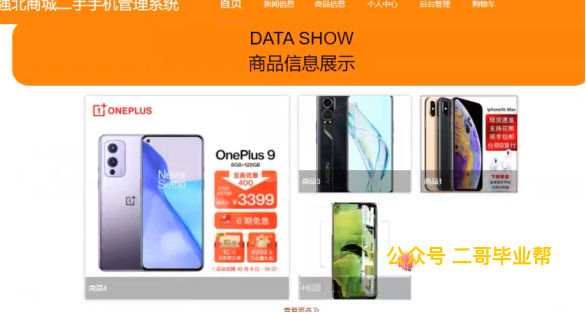 强北商城二手手机管理系统
首页 新闻信息 商品信息 个人中心 后台管理 购物车
DATA SHOW
商品信息展示
1+ ONEPLUS
OnePlus 9
8GB+128GB
至高优惠
400
¥3399
6期免息
Never
Settle
商品4
商品3
iphoneXs Max
现货速发
支持花呗
顺丰包邮
分期0首付
商品1
公众号 二哥毕业帮
查看更多